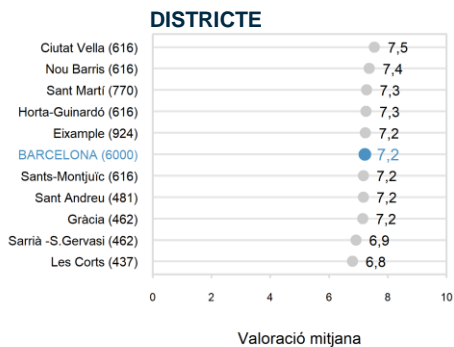 DISTRICTE
Ciutat Vella (616) 7,5
Nou Barris (616) 7,4
Sant Martí (770) 7,3
Horta-Guinardó (616) 7,3
Eixample (924) 7,2
BARCELONA (6000) 7,2
Sants-Montjuïc (616) 7,2
Sant Andreu (481) 7,2
Gràcia (462) 7,2
Sarrià -S.Gervasi (462) 6,9
Les Corts (437) 6,8
0 2 4 6 8 10
Valoració mitjana